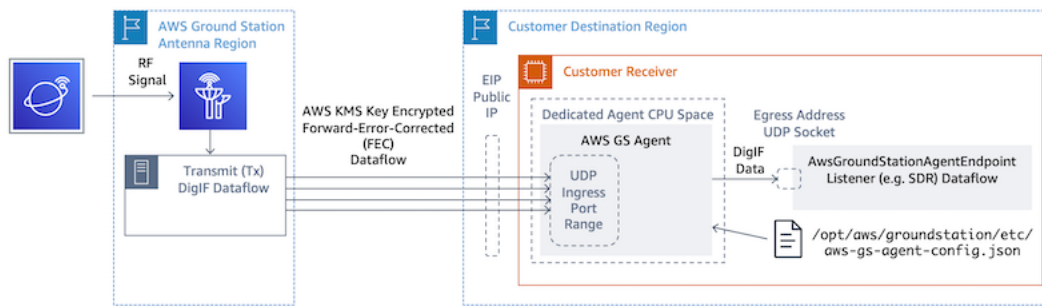 AWS Ground Station
Antenna Region
RF
Signal
Transmit (Tx)
DigIF Dataflow
AWS KMS Key Encrypted
Forward-Error-Corrected
(FEC)
Dataflow
Customer Destination Region
EIP
Public
IP
Customer Receiver
Dedicated Agent CPU Space
AWS GS Agent
UDP
Ingress
Port
Range
DigIF
Data
Egress Address
UDP Socket
AwsGroundStationAgentEndpoint
Listener (e.g. SDR) Dataflow
/opt/aws/groundstation/etc/
aws-gs-agent-config.json